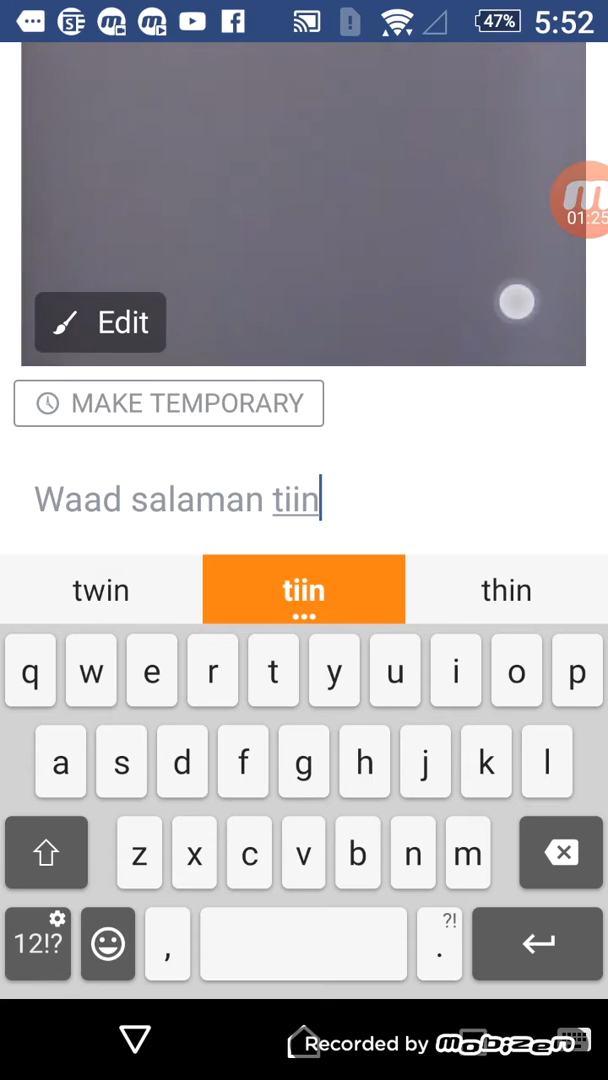 47% 5:52
01:25
Edit
MAKE TEMPORARY
Waad salaman tiin
twin tiin thin
q w e r t y u i o p
a s d f g h j k l
z x c v b n m
12!? , . ?!
Recorded by mobizen